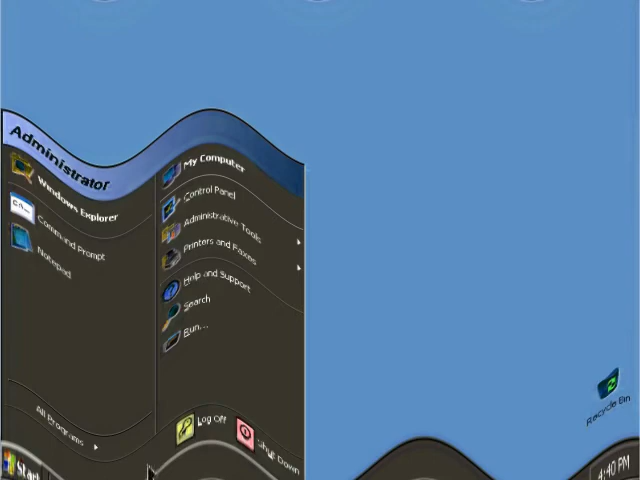 Administrator
Windows Explorer
Command Prompt
Notepad
All Programs
My Computer
Control Panel
Administrative Tools
Printers and Faxes
Help and Support
Search
Run...
Log Off
Shut Down
Recycle Bin
Start
4:40 PM